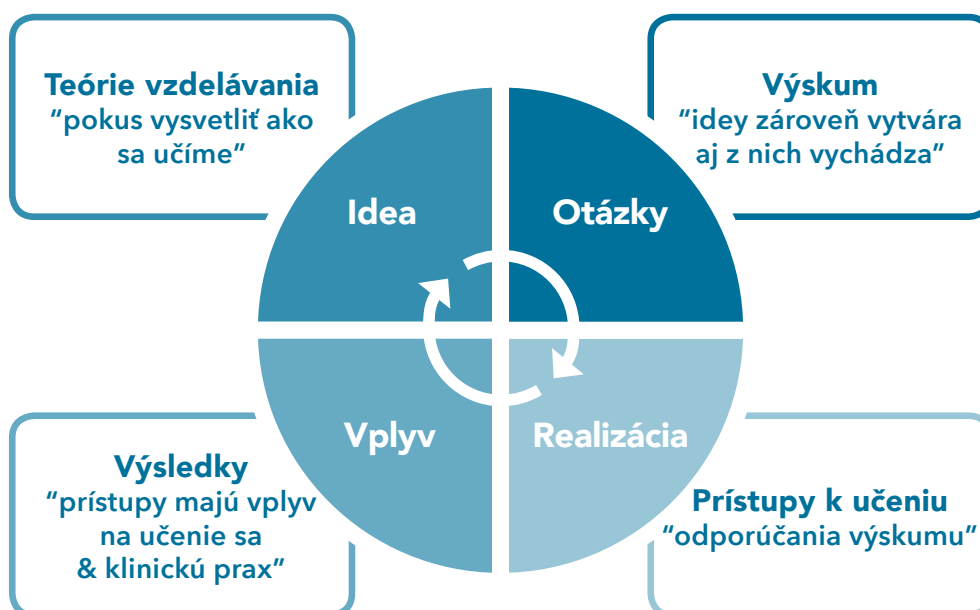 Teórie vzdelávania
“pokus vysvetliť ako
sa učíme”
Výskum
“idey zároveň vytvára
aj z nich vychádza”
Idea
Otázky
Vplyv
Realizácia
Výsledky
“prístupy majú vplyv
na učenie sa
& klinickú prax”
Prístupy k učeniu
“odporúčania výskumu”